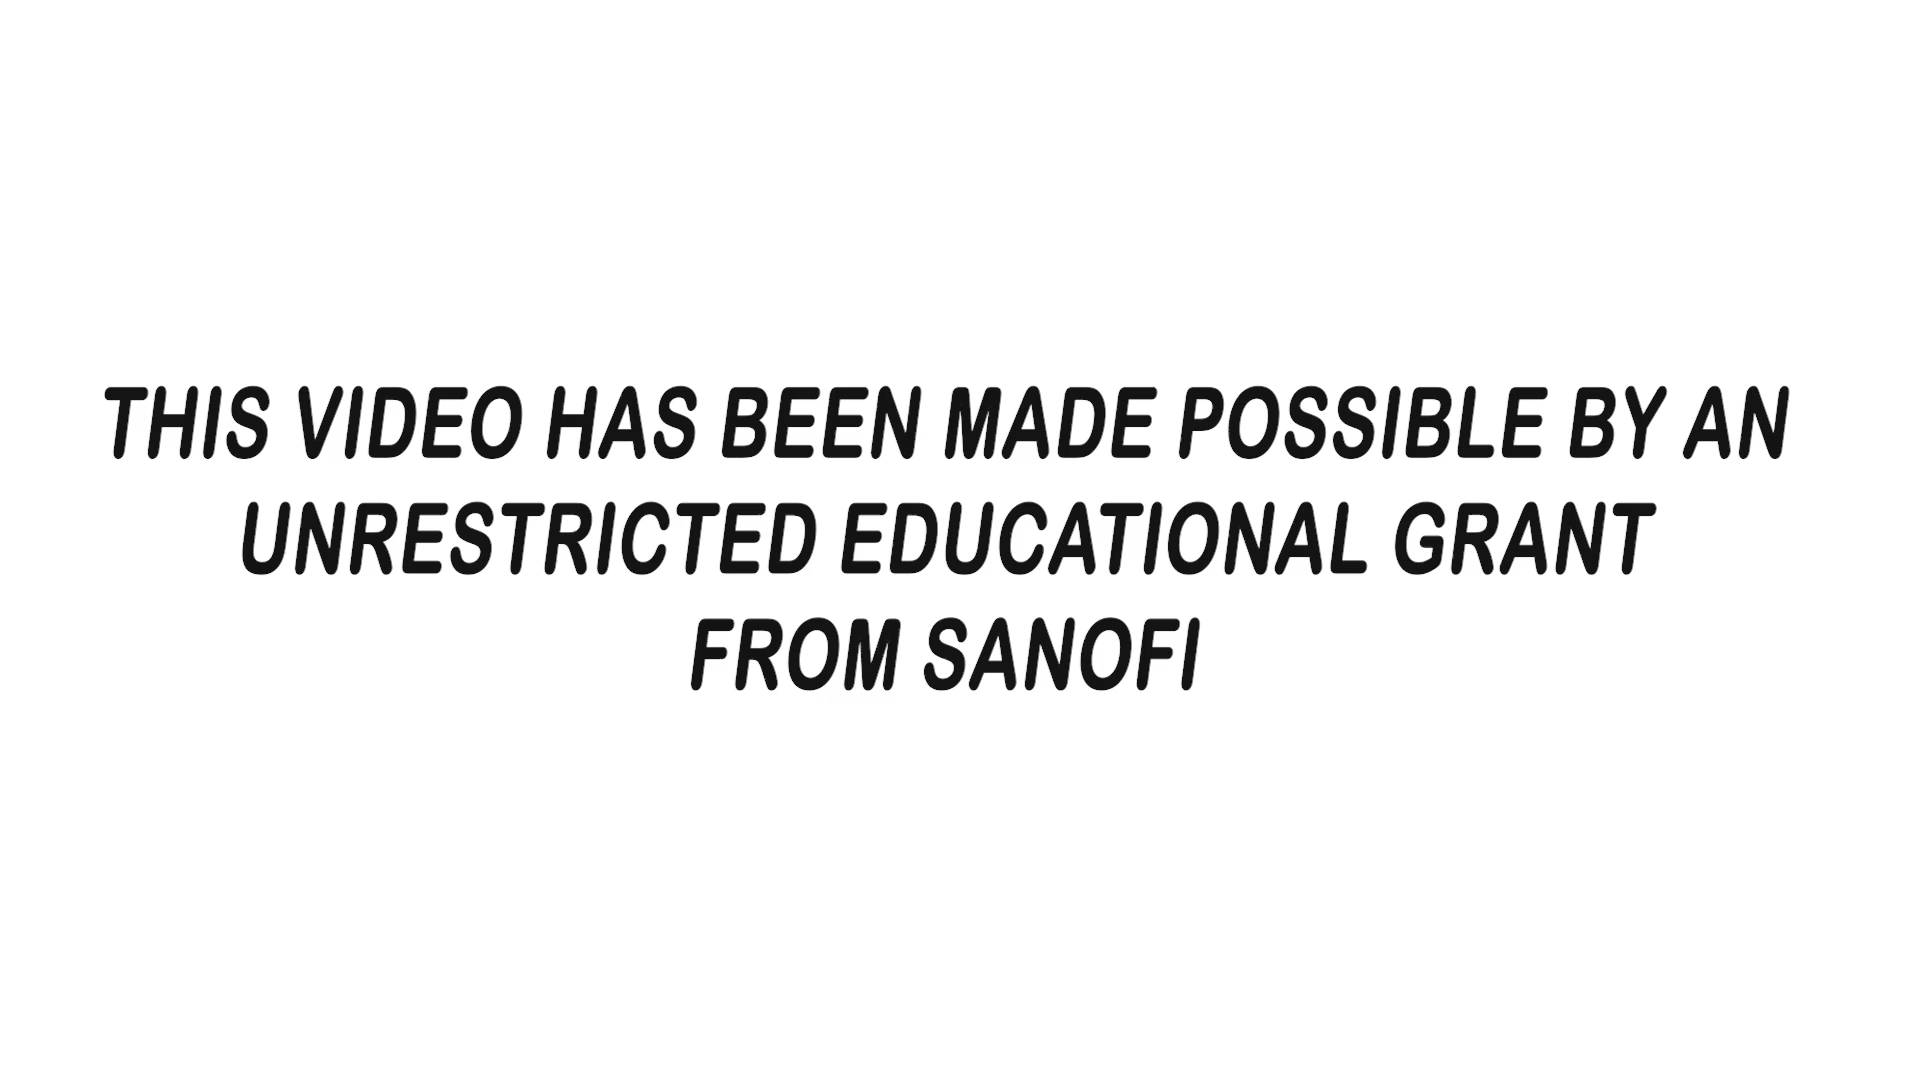 THIS VIDEO HAS BEEN MADE POSSIBLE BY AN
UNRESTRICTED EDUCATIONAL GRANT
FROM SANOFI